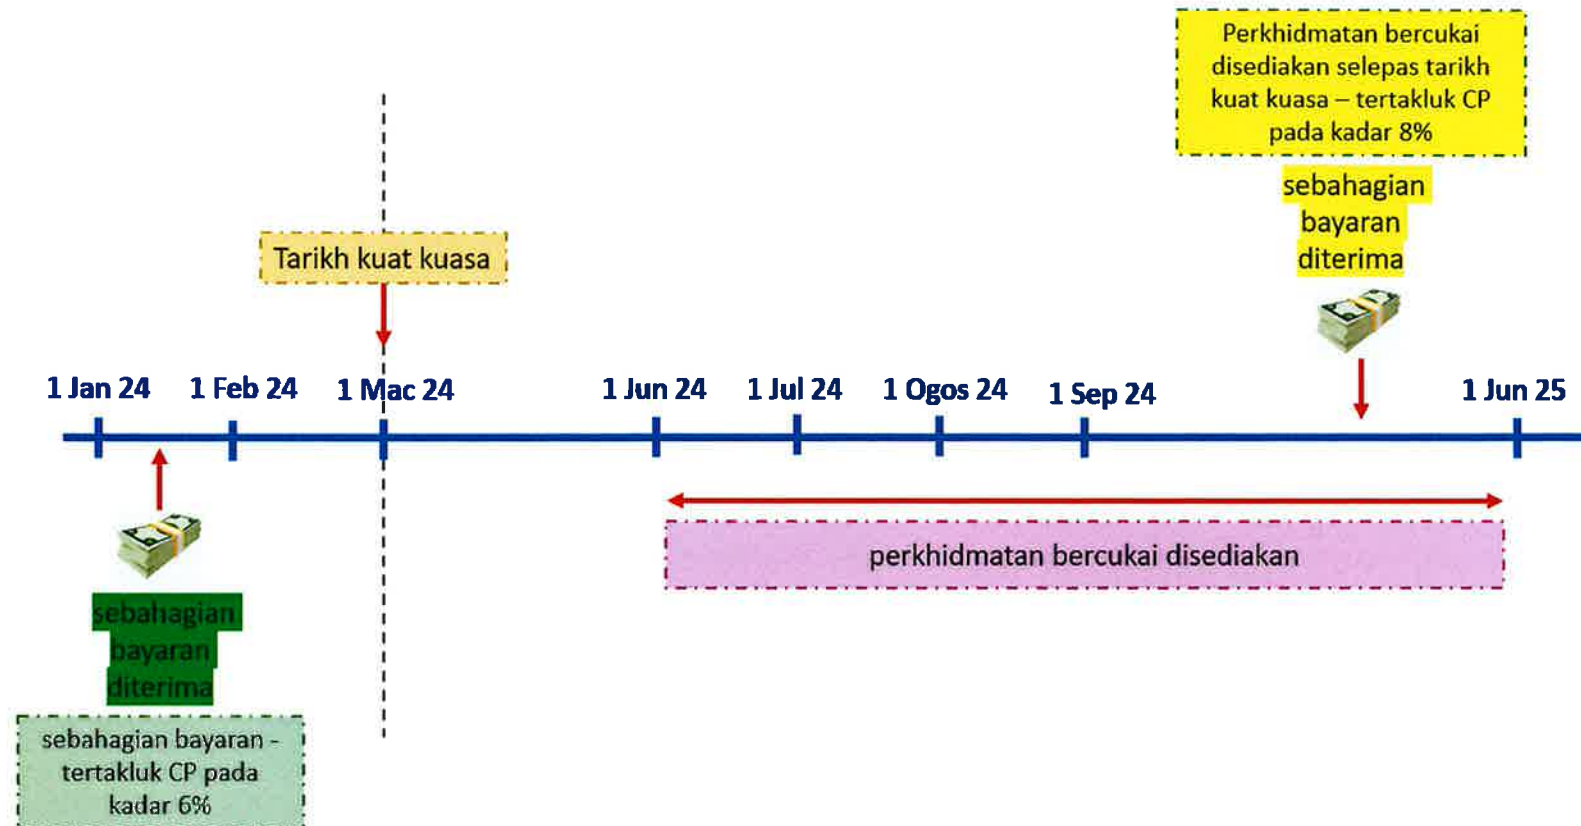 Perkhidmatan bercukai
disediakan selepas tarikh
kuat kuasa – tertakluk CP
pada kadar 8%
sebahagian
bayaran
diterima
Tarikh kuat kuasa
1 Jan 24
1 Feb 24
1 Mac 24
1 Jun 24
1 Jul 24
1 Ogos 24
1 Sep 24
1 Jun 25
perkhidmatan bercukai disediakan
sebahagian
bayaran
diterima
sebahagian bayaran -
tertakluk CP pada
kadar 6%